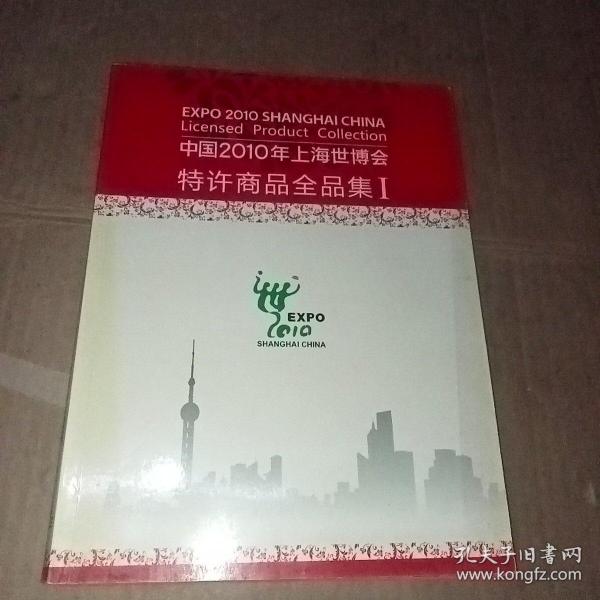 EXPO 2010 SHANGHAI CHINA
Licensed Product Collection
中国2010年上海世博会
特许商品全品集 I
EXPO
2010
SHANGHAI CHINA
孔夫子旧書网
www.kongfz.com